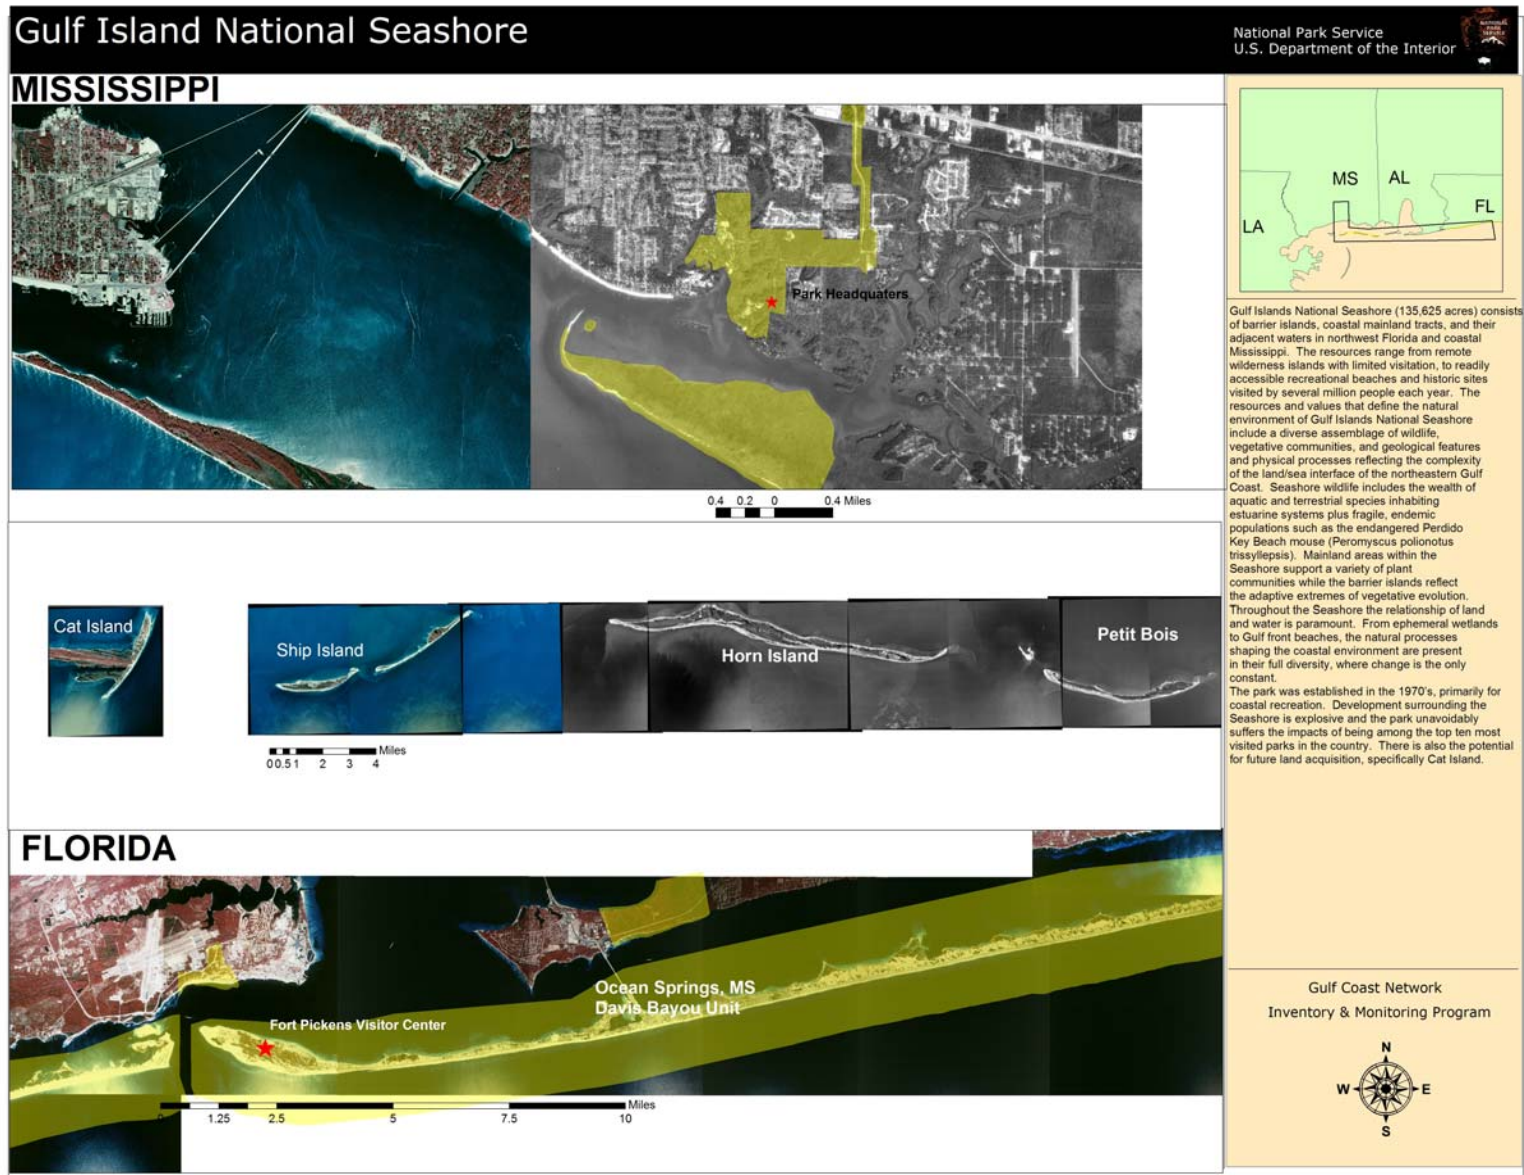 Gulf Island National Seashore
National Park Service
U.S. Department of the Interior
NATIONAL
PARK
SERVICE
MISSISSIPPI
Park Headquaters
0.4 0.2 0 0.4 Miles
Cat Island
Ship Island
Horn Island
Petit Bois
Miles
0 0.5 1 2 3 4
FLORIDA
Ocean Springs, MS
Davis Bayou Unit
Fort Pickens Visitor Center
Miles
0 1.25 2.5 5 7.5 10
MS
AL
FL
LA
Gulf Islands National Seashore (135,625 acres) consists
of barrier islands, coastal mainland tracts, and their
adjacent waters in northwest Florida and coastal
Mississippi. The resources range from remote
wilderness islands with limited visitation, to readily
accessible recreational beaches and historic sites
visited by several million people each year. The
resources and values that define the natural
environment of Gulf Islands National Seashore
include a diverse assemblage of wildlife,
vegetative communities, and geological features
and physical processes reflecting the complexity
of the land/sea interface of the northeastern Gulf
Coast. Seashore wildlife includes the wealth of
aquatic and terrestrial species inhabiting
estuarine systems plus fragile, endemic
populations such as the endangered Perdido
Key Beach mouse (Peromyscus polionotus
trissyllepsis). Mainland areas within the
Seashore support a variety of plant
communities while the barrier islands reflect
the adaptive extremes of vegetative evolution.
Throughout the Seashore the relationship of land
and water is paramount. From ephemeral wetlands
to Gulf front beaches, the natural processes
shaping the coastal environment are present
in their full diversity, where change is the only
constant.
The park was established in the 1970's, primarily for
coastal recreation. Development surrounding the
Seashore is explosive and the park unavoidably
suffers the impacts of being among the top ten most
visited parks in the country. There is also the potential
for future land acquisition, specifically Cat Island.
Gulf Coast Network
Inventory & Monitoring Program
N
W E
S